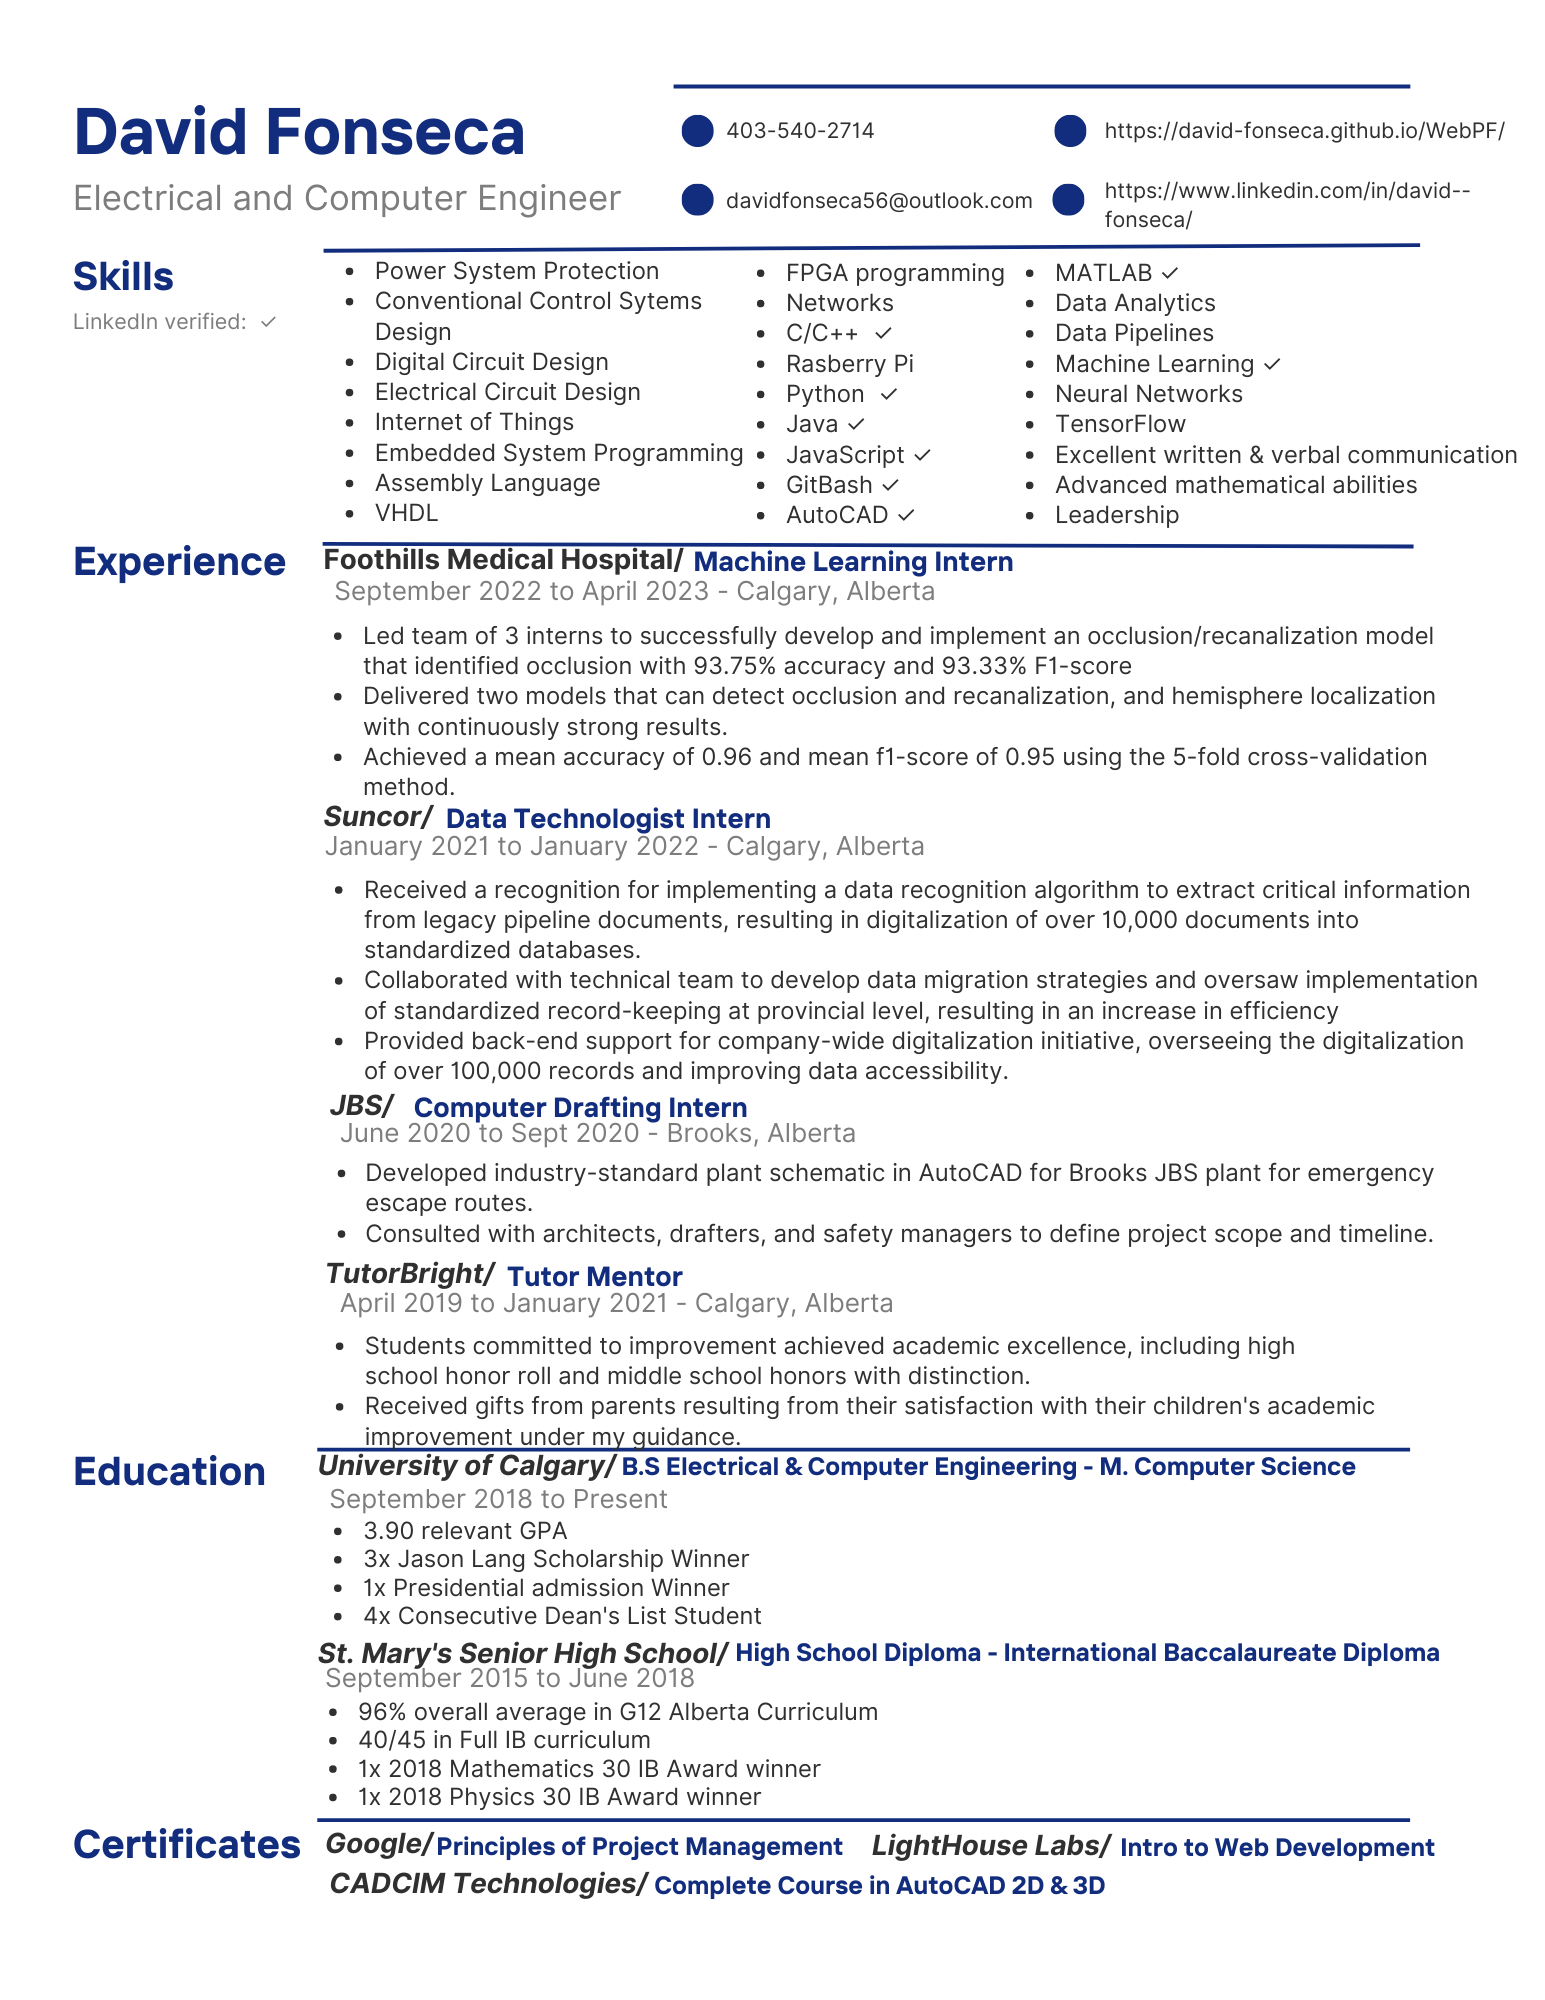 David Fonseca
Electrical and Computer Engineer
403-540-2714
https://david-fonseca.github.io/WebPF/
davidfonseca56@outlook.com
https://www.linkedin.com/in/david--
fonseca/
Skills
LinkedIn verified: ✓
• Power System Protection
• Conventional Control Sytems
Design
• Digital Circuit Design
• Electrical Circuit Design
• Internet of Things
• Embedded System Programming
• Assembly Language
• VHDL
• FPGA programming
• Networks
• C/C++ ✓
• Rasberry Pi
• Python ✓
• Java ✓
• JavaScript ✓
• GitBash ✓
• AutoCAD ✓
• MATLAB ✓
• Data Analytics
• Data Pipelines
• Machine Learning ✓
• Neural Networks
• TensorFlow
• Excellent written & verbal communication
• Advanced mathematical abilities
• Leadership
Experience
Foothills Medical Hospital/ Machine Learning Intern
September 2022 to April 2023 - Calgary, Alberta
• Led team of 3 interns to successfully develop and implement an occlusion/recanalization model
that identified occlusion with 93.75% accuracy and 93.33% F1-score
• Delivered two models that can detect occlusion and recanalization, and hemisphere localization
with continuously strong results.
• Achieved a mean accuracy of 0.96 and mean f1-score of 0.95 using the 5-fold cross-validation
method.
Suncor/ Data Technologist Intern
January 2021 to January 2022 - Calgary, Alberta
• Received a recognition for implementing a data recognition algorithm to extract critical information
from legacy pipeline documents, resulting in digitalization of over 10,000 documents into
standardized databases.
• Collaborated with technical team to develop data migration strategies and oversaw implementation
of standardized record-keeping at provincial level, resulting in an increase in efficiency
• Provided back-end support for company-wide digitalization initiative, overseeing the digitalization
of over 100,000 records and improving data accessibility.
JBS/ Computer Drafting Intern
June 2020 to Sept 2020 - Brooks, Alberta
• Developed industry-standard plant schematic in AutoCAD for Brooks JBS plant for emergency
escape routes.
• Consulted with architects, drafters, and safety managers to define project scope and timeline.
TutorBright/ Tutor Mentor
April 2019 to January 2021 - Calgary, Alberta
• Students committed to improvement achieved academic excellence, including high
school honor roll and middle school honors with distinction.
• Received gifts from parents resulting from their satisfaction with their children's academic
improvement under my guidance.
Education
University of Calgary/ B.S Electrical & Computer Engineering - M. Computer Science
September 2018 to Present
• 3.90 relevant GPA
• 3x Jason Lang Scholarship Winner
• 1x Presidential admission Winner
• 4x Consecutive Dean's List Student
St. Mary's Senior High School/ High School Diploma - International Baccalaureate Diploma
September 2015 to June 2018
• 96% overall average in G12 Alberta Curriculum
• 40/45 in Full IB curriculum
• 1x 2018 Mathematics 30 IB Award winner
• 1x 2018 Physics 30 IB Award winner
Certificates
Google/ Principles of Project Management LightHouse Labs/ Intro to Web Development
CADCIM Technologies/ Complete Course in AutoCAD 2D & 3D